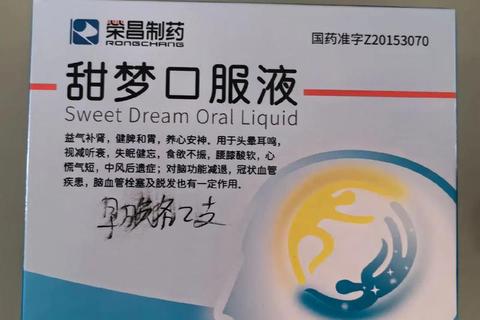 荣昌制药
RONGCHANG
国药准字Z20153070
甜梦口服液
Sweet Dream Oral Liquid
益气补肾，健脾和胃，养心安神。用于头晕耳鸣，
视减听衰，失眠健忘，食欲不振，腰膝酸软，心
慌气短，中风后遗症；对脑功能减退，冠状血管
疾患，脑血管栓塞及脱发也有一定作用。
早晚各2支